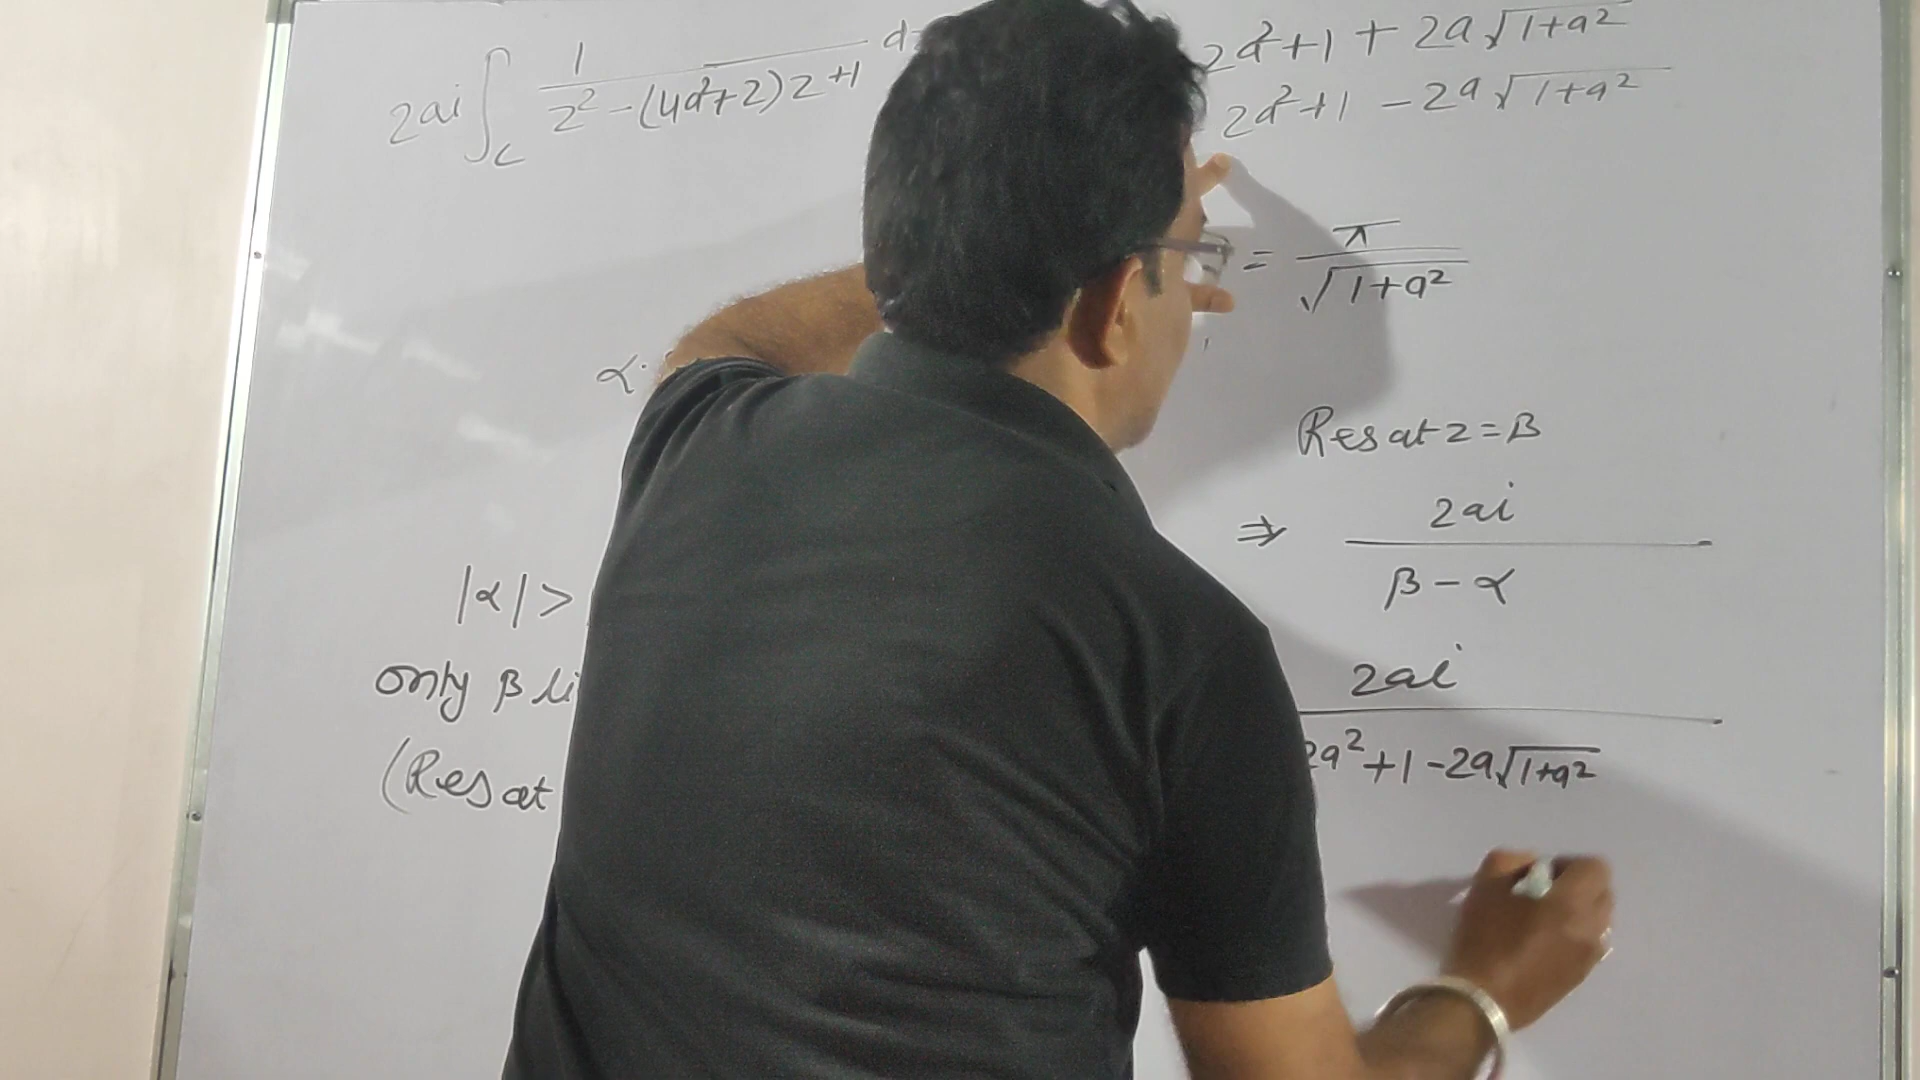 2ai ∫_C 1/(z² - (4a²+2)z + 1) d
2a²+1 + 2a√(1+a²)
2a²+1 - 2a√(1+a²)
= π/√(1+a²)
α.
Res at z = β
⇒ 2ai/(β - α)
|α| >
only β li
2ai/(2a²+1 - 2a√(1+a²))
(Res at